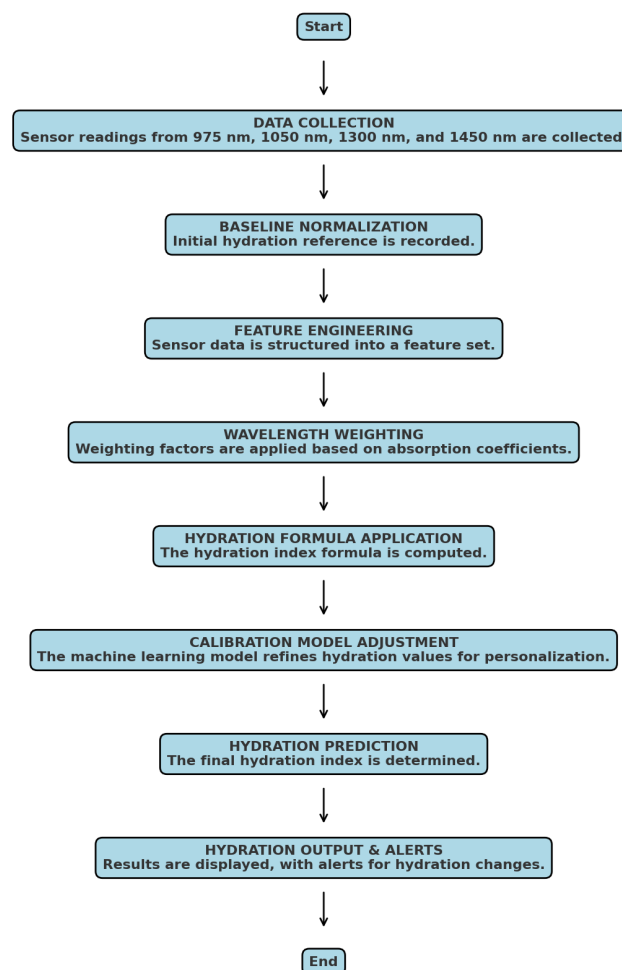 Start
DATA COLLECTION
Sensor readings from 975 nm, 1050 nm, 1300 nm, and 1450 nm are collected
BASELINE NORMALIZATION
Initial hydration reference is recorded.
FEATURE ENGINEERING
Sensor data is structured into a feature set.
WAVELENGTH WEIGHTING
Weighting factors are applied based on absorption coefficients.
HYDRATION FORMULA APPLICATION
The hydration index formula is computed.
CALIBRATION MODEL ADJUSTMENT
The machine learning model refines hydration values for personalization.
HYDRATION PREDICTION
The final hydration index is determined.
HYDRATION OUTPUT & ALERTS
Results are displayed, with alerts for hydration changes.
End